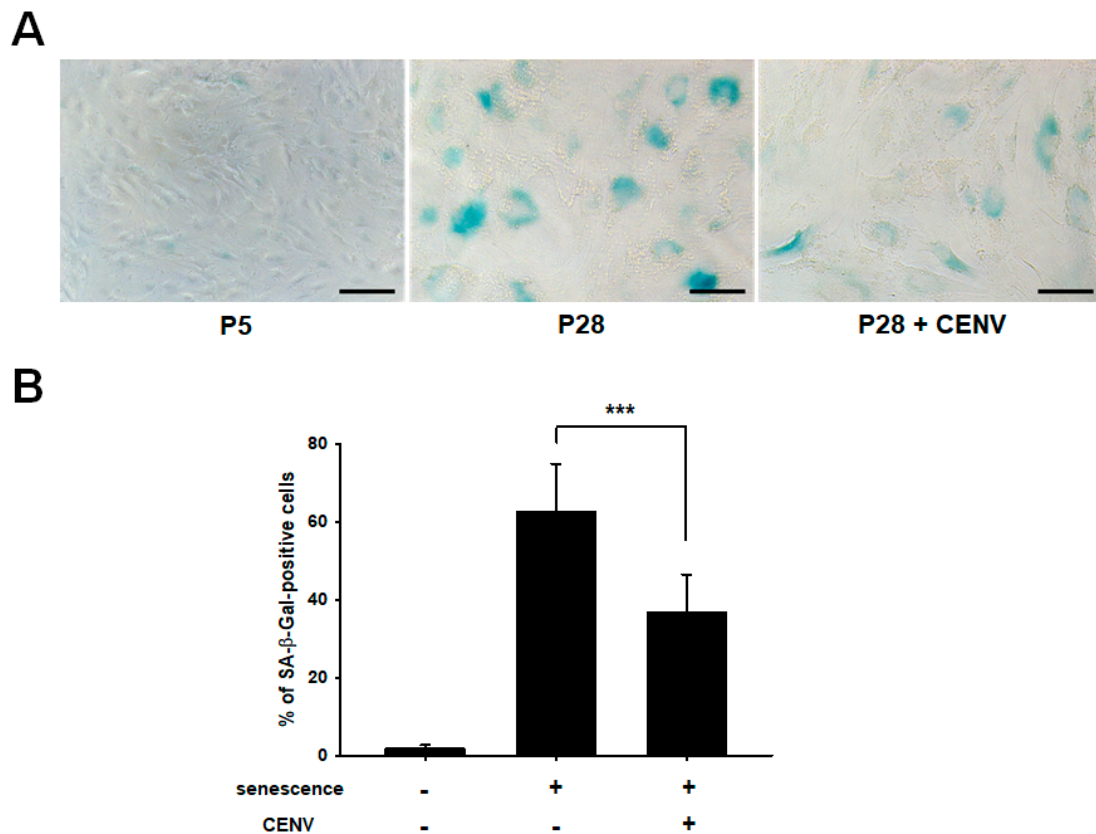 A
P5 P28 P28 + CENV
B
***
% of SA-β-Gal-positive cells
80
60
40
20
0
senescence - + +
CENV - - +